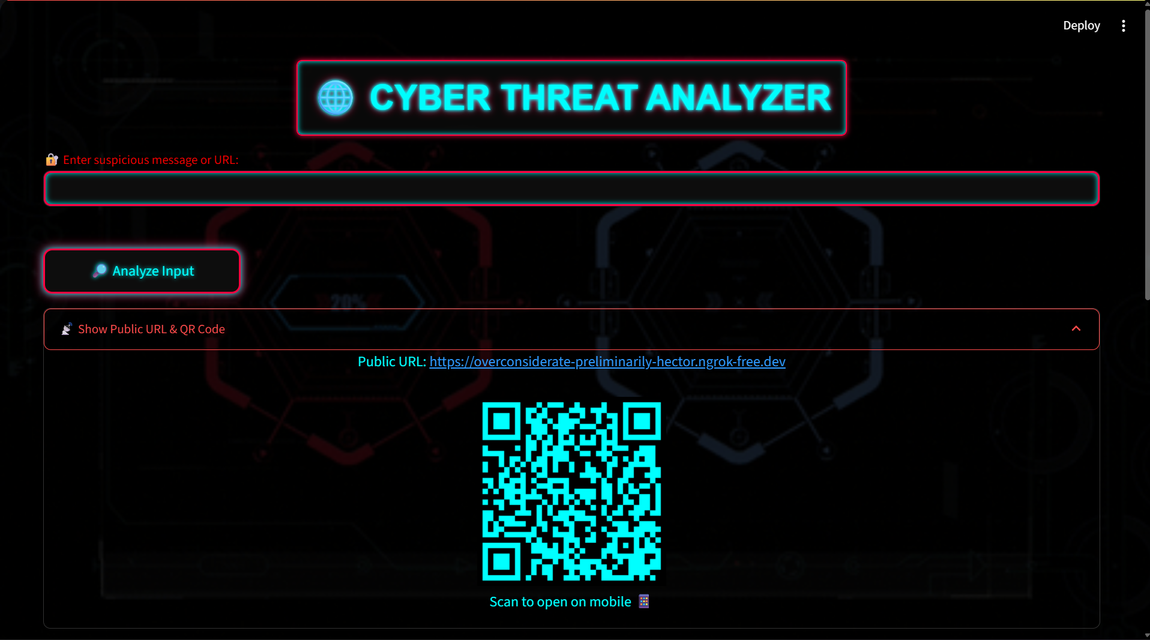 Deploy
CYBER THREAT ANALYZER
Enter suspicious message or URL:
Analyze Input
Show Public URL & QR Code
Public URL: https://overconsiderate-preliminarily-hector.ngrok-free.dev
Scan to open on mobile
20%